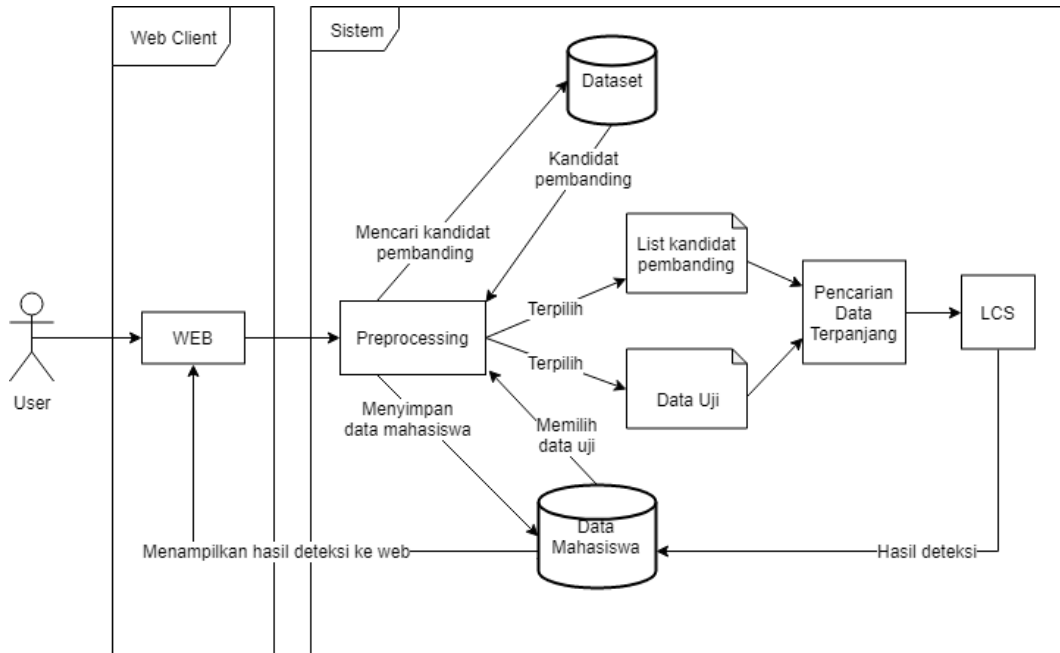 Web Client
Sistem
Dataset
Kandidat
pembanding
Mencari kandidat
pembanding
List kandidat
pembanding
Terpilih
Pencarian
Data
Terpanjang
LCS
WEB
Preprocessing
Terpilih
User
Data Uji
Menyimpan
data mahasiswa
Memilih
data uji
Data
Mahasiswa
Menampilkan hasil deteksi ke web
Hasil deteksi